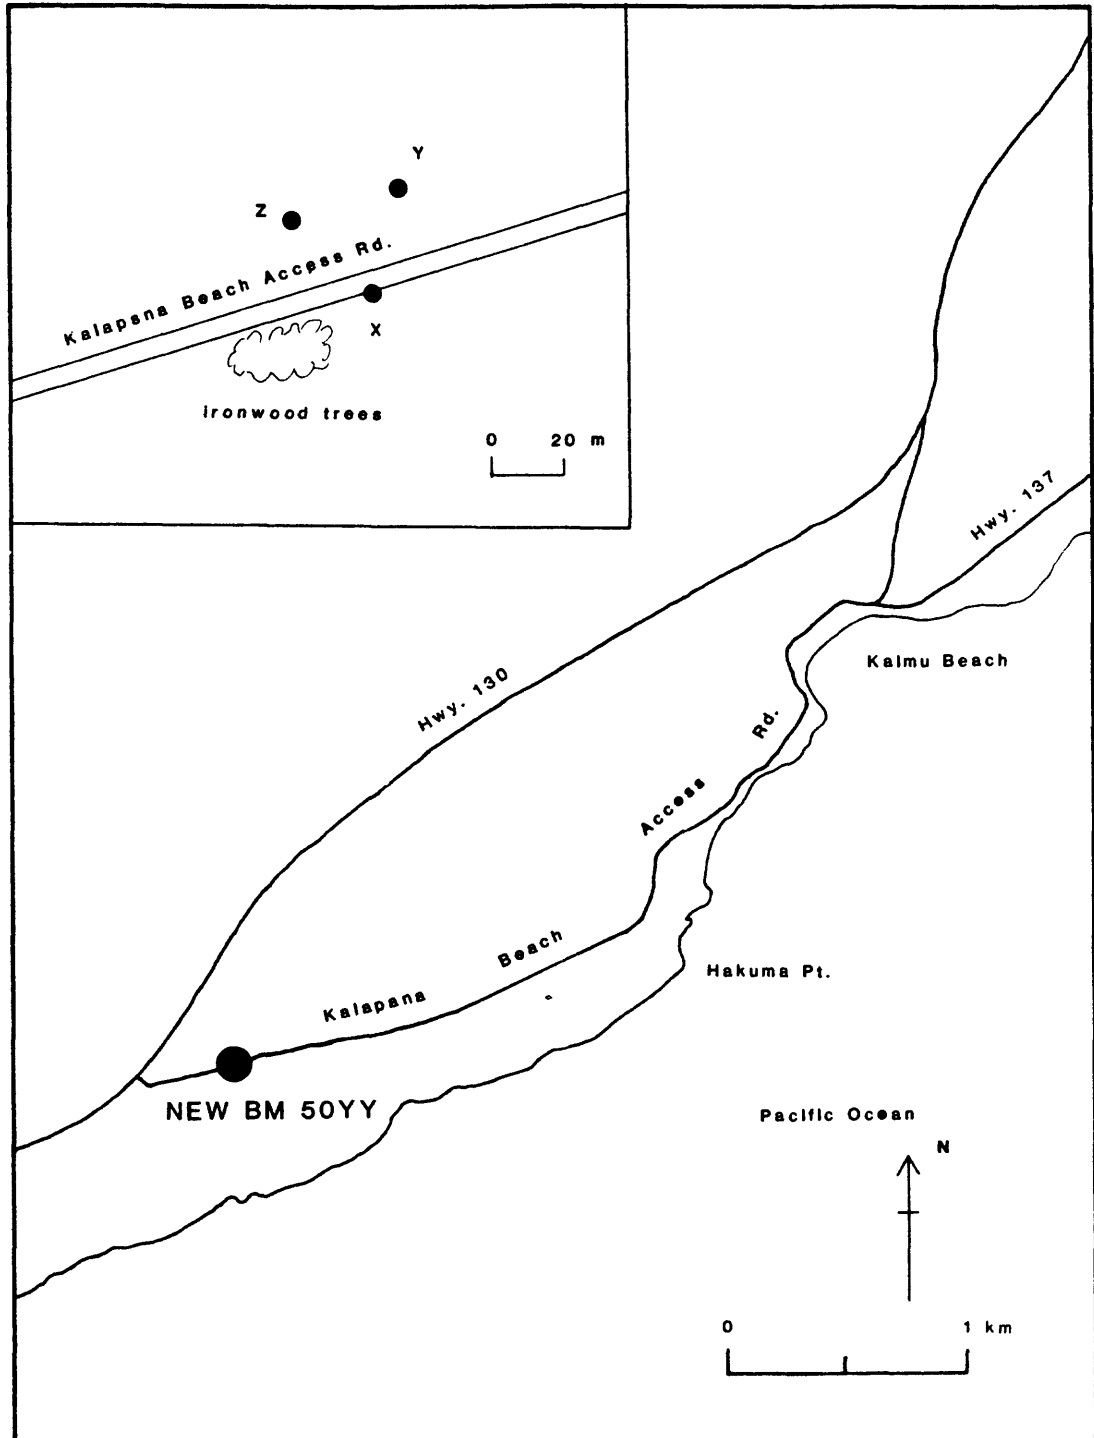 Y
Z
Kalapana Beach Access Rd.
X
ironwood trees
0 20 m
Hwy. 137
Kaimu Beach
Hwy. 130
Rd.
Access
Beach
Hakuma Pt.
Kalapana
NEW BM 50YY
Pacific Ocean
N
0 1 km